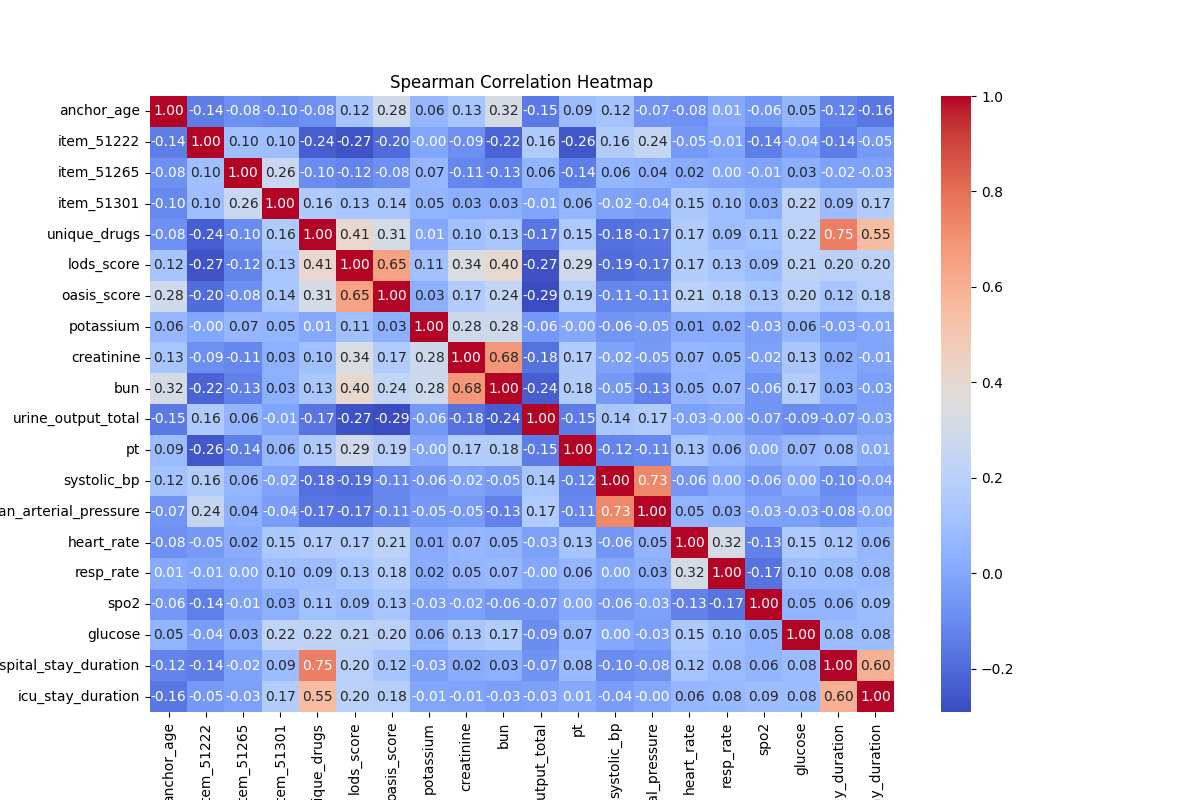 Spearman Correlation Heatmap
anchor_age 1.00 -0.14 -0.08 -0.10 -0.08 0.12 0.28 0.06 0.13 0.32 -0.15 0.09 0.12 -0.07 -0.08 0.01 -0.06 0.05 -0.12 -0.16
item_51222 -0.14 1.00 0.10 0.10 -0.24 -0.27 -0.20 -0.00 -0.09 -0.22 0.16 -0.26 0.16 0.24 -0.05 -0.01 -0.14 -0.04 -0.14 -0.05
item_51265 -0.08 0.10 1.00 0.26 -0.10 -0.12 -0.08 0.07 -0.11 -0.13 0.06 -0.14 0.06 0.04 0.02 0.00 -0.01 0.03 -0.02 -0.03
item_51301 -0.10 0.10 0.26 1.00 0.16 0.13 0.14 0.05 0.03 0.03 -0.01 0.06 -0.02 -0.04 0.15 0.10 0.03 0.22 0.09 0.17
unique_drugs -0.08 -0.24 -0.10 0.16 1.00 0.41 0.31 0.01 0.10 0.13 -0.17 0.15 -0.18 -0.17 0.17 0.09 0.11 0.22 0.75 0.55
lods_score 0.12 -0.27 -0.12 0.13 0.41 1.00 0.65 0.11 0.34 0.40 -0.27 0.29 -0.19 -0.17 0.17 0.13 0.09 0.21 0.20 0.20
oasis_score 0.28 -0.20 -0.08 0.14 0.31 0.65 1.00 0.03 0.17 0.24 -0.29 0.19 -0.11 -0.11 0.21 0.18 0.13 0.20 0.12 0.18
potassium 0.06 -0.00 0.07 0.05 0.01 0.11 0.03 1.00 0.28 0.28 -0.06 -0.00 -0.06 -0.05 0.01 0.02 -0.03 0.06 -0.03 -0.01
creatinine 0.13 -0.09 -0.11 0.03 0.10 0.34 0.17 0.28 1.00 0.68 -0.18 0.17 -0.02 -0.05 0.07 0.05 -0.02 0.13 0.02 -0.01
bun 0.32 -0.22 -0.13 0.03 0.13 0.40 0.24 0.28 0.68 1.00 -0.24 0.18 -0.05 -0.13 0.05 0.07 -0.06 0.17 0.03 -0.03
urine_output_total -0.15 0.16 0.06 -0.01 -0.17 -0.27 -0.29 -0.06 -0.18 -0.24 1.00 -0.15 0.14 0.17 -0.03 -0.00 -0.07 -0.09 -0.07 -0.03
pt 0.09 -0.26 -0.14 0.06 0.15 0.29 0.19 -0.00 0.17 0.18 -0.15 1.00 -0.12 -0.11 0.13 0.06 0.00 0.07 0.08 0.01
systolic_bp 0.12 0.16 0.06 -0.02 -0.18 -0.19 -0.11 -0.06 -0.02 -0.05 0.14 -0.12 1.00 0.73 -0.06 0.00 -0.06 0.00 -0.10 -0.04
an_arterial_pressure -0.07 0.24 0.04 -0.04 -0.17 -0.17 -0.11 -0.05 -0.05 -0.13 0.17 -0.11 0.73 1.00 0.05 0.03 -0.03 -0.03 -0.08 -0.00
heart_rate -0.08 -0.05 0.02 0.15 0.17 0.17 0.21 0.01 0.07 0.05 -0.03 0.13 -0.06 0.05 1.00 0.32 -0.13 0.15 0.12 0.06
resp_rate 0.01 -0.01 0.00 0.10 0.09 0.13 0.18 0.02 0.05 0.07 -0.00 0.06 0.00 0.03 0.32 1.00 -0.17 0.10 0.08 0.08
spo2 -0.06 -0.14 -0.01 0.03 0.11 0.09 0.13 -0.03 -0.02 -0.06 -0.07 0.00 -0.06 -0.03 -0.13 -0.17 1.00 0.05 0.06 0.09
glucose 0.05 -0.04 0.03 0.22 0.22 0.21 0.20 0.06 0.13 0.17 -0.09 0.07 0.00 -0.03 0.15 0.10 0.05 1.00 0.08 0.08
spital_stay_duration -0.12 -0.14 -0.02 0.09 0.75 0.20 0.12 -0.03 0.02 0.03 -0.07 0.08 -0.10 -0.08 0.12 0.08 0.06 0.08 1.00 0.60
icu_stay_duration -0.16 -0.05 -0.03 0.17 0.55 0.20 0.18 -0.01 -0.01 -0.03 -0.03 0.01 -0.04 -0.00 0.06 0.08 0.09 0.08 0.60 1.00
anchor_age
tem_51222
tem_51265
tem_51301
ique_drugs
lods_score
oasis_score
potassium
creatinine
bun
utput_total
pt
systolic_bp
al_pressure
heart_rate
resp_rate
spo2
glucose
y_duration
y_duration
1.0
0.8
0.6
0.4
0.2
0.0
−0.2